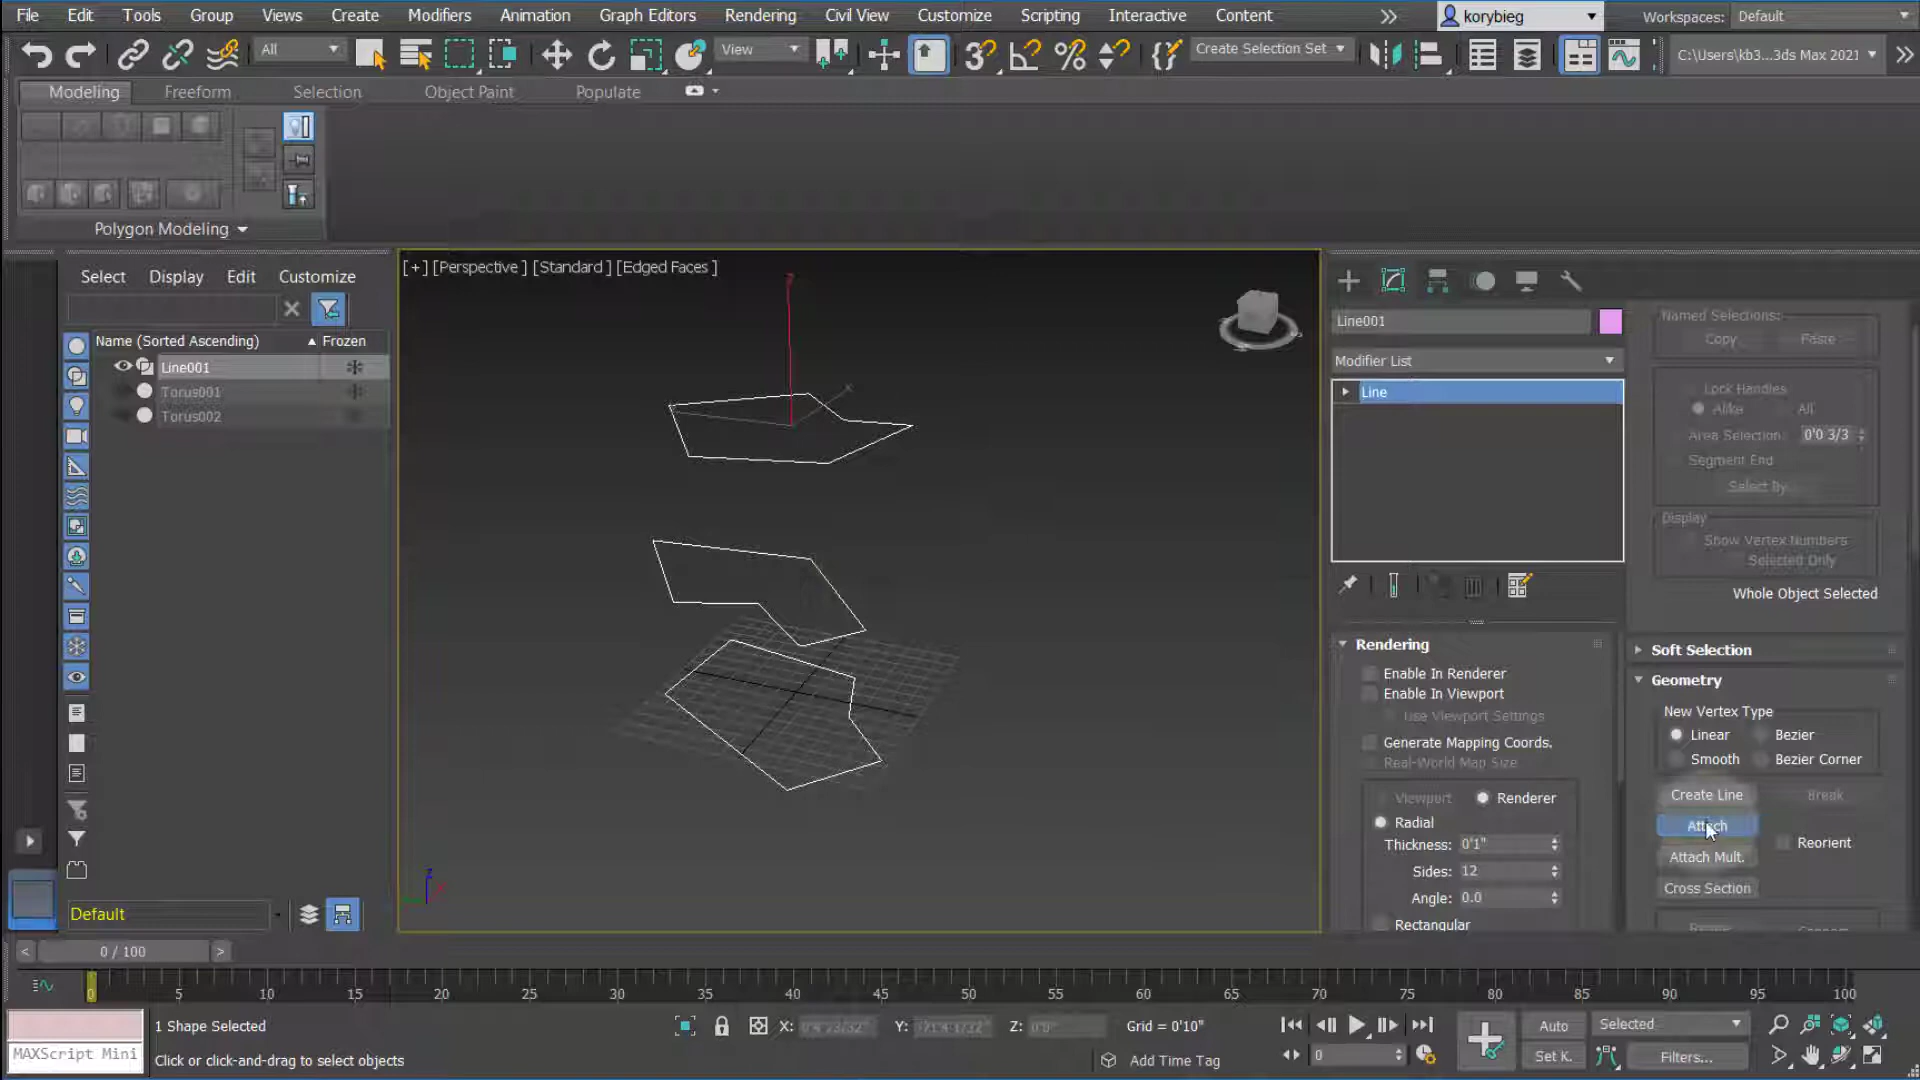 File Edit Tools Group Views Create Modifiers Animation Graph Editors Rendering Civil View Customize Scripting Interactive Content korybieg Workspaces: Default
All View Create Selection Set C:\Users\kb3...3ds Max 2021
Modeling Freeform Selection Object Paint Populate
Polygon Modeling
Select Display Edit Customize
Name (Sorted Ascending) Frozen
Line001
Torus001
Torus002
Default
[+] [Perspective ] [Standard ] [Edged Faces ]
Line001
Modifier List
Line
Rendering
Enable In Renderer
Enable In Viewport
Use Viewport Settings
Generate Mapping Coords.
Real-World Map Size
Viewport Renderer
Radial
Thickness: 0'1"
Sides: 12
Angle: 0.0
Rectangular
Named Selections:
Copy Paste
Lock Handles
Alike All
Area Selection: 0'0 3/3
Segment End
Select By...
Display
Show Vertex Numbers
Selected Only
Whole Object Selected
Soft Selection
Geometry
New Vertex Type
Linear Bezier
Smooth Bezier Corner
Create Line Break
Attach
Reorient
Attach Mult.
Cross Section
< 0 / 100 >
0 5 10 15 20 25 30 35 40 45 50 55 60 65 70 75 80 85 90 95 100
1 Shape Selected X: Y: Z: Grid = 0'10" Auto Selected
MAXScript Mini Click or click-and-drag to select objects Add Time Tag 0 Set K. Filters...